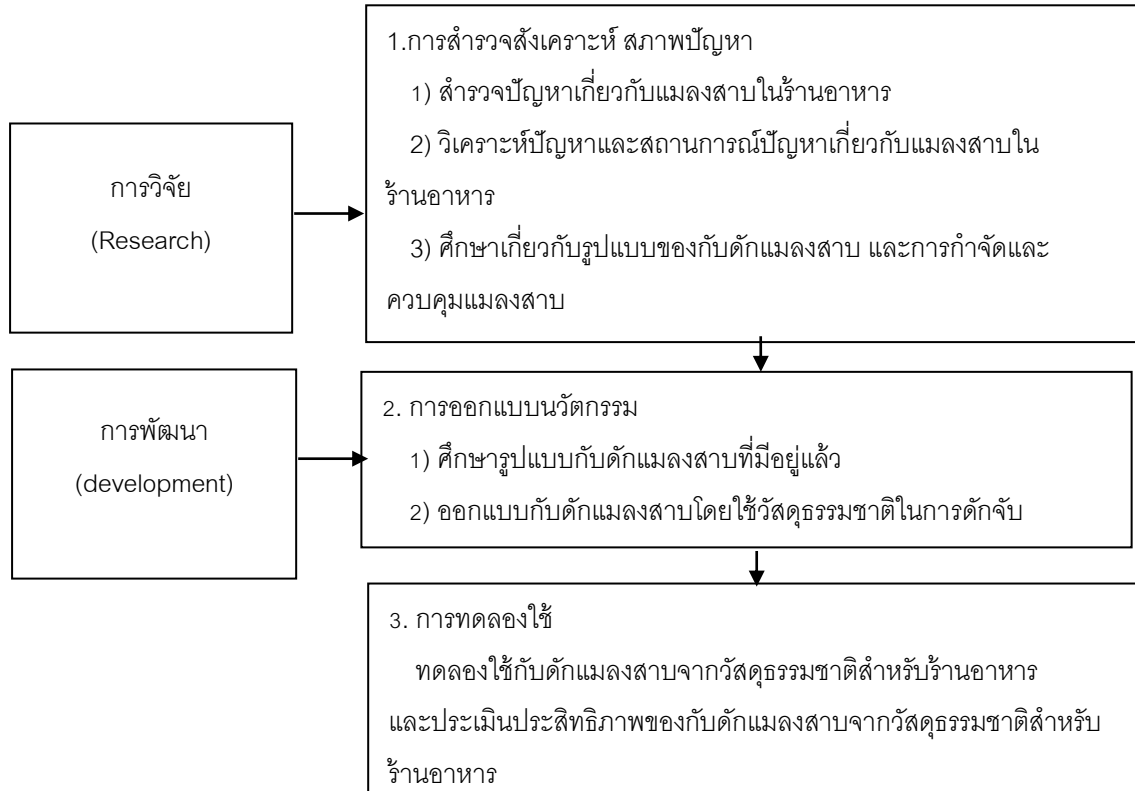 การวิจัย
(Research)
1.การสำรวจสังเคราะห์ สภาพปัญหา
1) สำรวจปัญหาเกี่ยวกับแมลงสาบในร้านอาหาร
2) วิเคราะห์ปัญหาและสถานการณ์ปัญหาเกี่ยวกับแมลงสาบใน
ร้านอาหาร
3) ศึกษาเกี่ยวกับรูปแบบของกับดักแมลงสาบ และการกำจัดและ
ควบคุมแมลงสาบ
การพัฒนา
(development)
2. การออกแบบนวัตกรรม
1) ศึกษารูปแบบกับดักแมลงสาบที่มีอยู่แล้ว
2) ออกแบบกับดักแมลงสาบโดยใช้วัสดุธรรมชาติในการดักจับ
3. การทดลองใช้
ทดลองใช้กับดักแมลงสาบจากวัสดุธรรมชาติสำหรับร้านอาหาร
และประเมินประสิทธิภาพของกับดักแมลงสาบจากวัสดุธรรมชาติสำหรับ
ร้านอาหาร